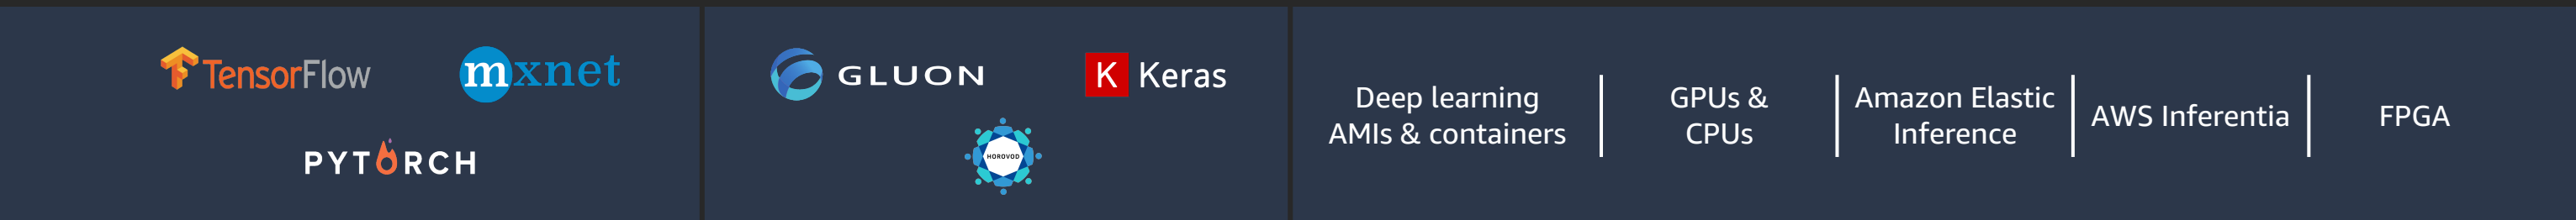 TensorFlow
mxnet
PYTORCH
GLUON
K Keras
HOROVOD
Deep learning
AMIs & containers
GPUs &
CPUs
Amazon Elastic
Inference
AWS Inferentia
FPGA